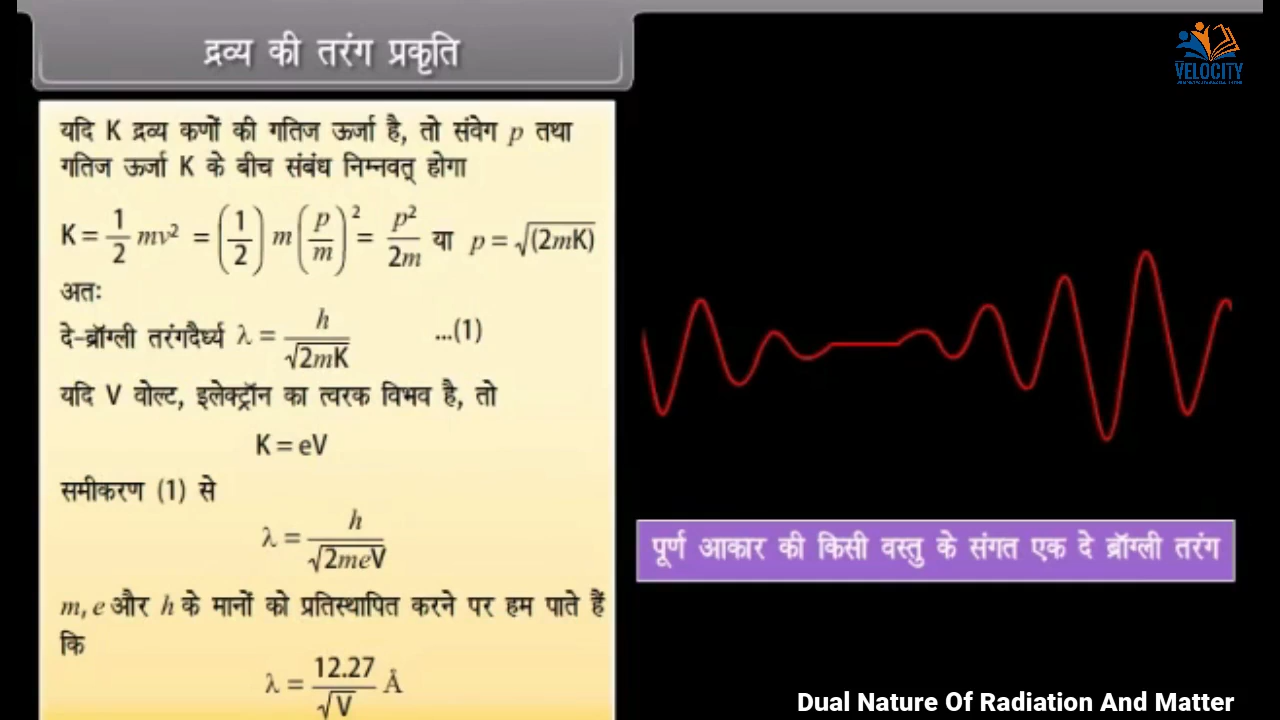 द्रव्य की तरंग प्रकृति
VELOCITY
यदि K द्रव्य कणों की गतिज ऊर्जा है, तो संवेग p तथा
गतिज ऊर्जा K के बीच संबंध निम्नवत् होगा
K = 1/2 mv² = (1/2) m (p/m)² = p²/2m या p = √(2mK)
अतः
दे-ब्रॉग्ली तरंगदैर्ध्य λ = h/√2mK ...(1)
यदि V वोल्ट, इलेक्ट्रॉन का त्वरक विभव है, तो
K = eV
समीकरण (1) से
λ = h/√2meV
m, e और h के मानों को प्रतिस्थापित करने पर हम पाते हैं
कि
λ = 12.27/√V Å
पूर्ण आकार की किसी वस्तु के संगत एक दे ब्रॉग्ली तरंग
Dual Nature Of Radiation And Matter